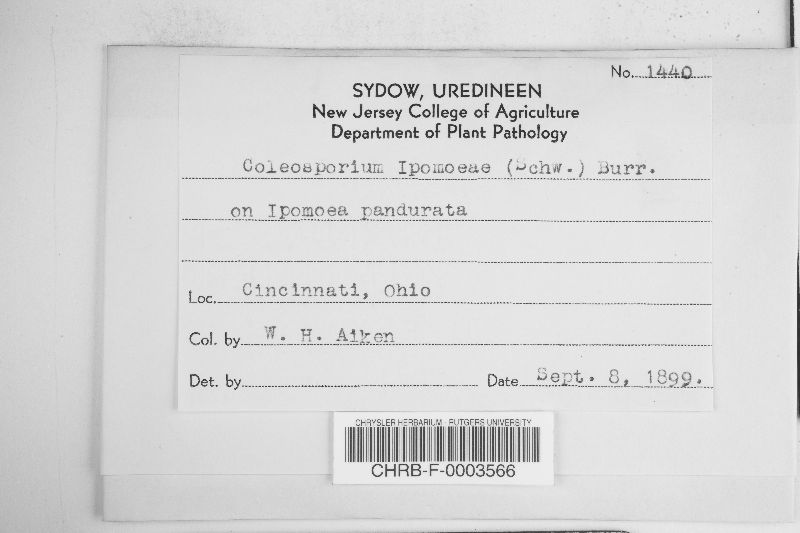 No. 1440
SYDOW, UREDINEEN
New Jersey College of Agriculture
Department of Plant Pathology
Coleosporium Ipomoeae (Schw.) Burr.
on Ipomoea pandurata
Loc. Cincinnati, Ohio
Col. by W. H. Aiken
Det. by Date Sept. 8, 1899.
CHRYSLER HERBARIUM - RUTGERS UNIVERSITY
CHRB-F-0003566